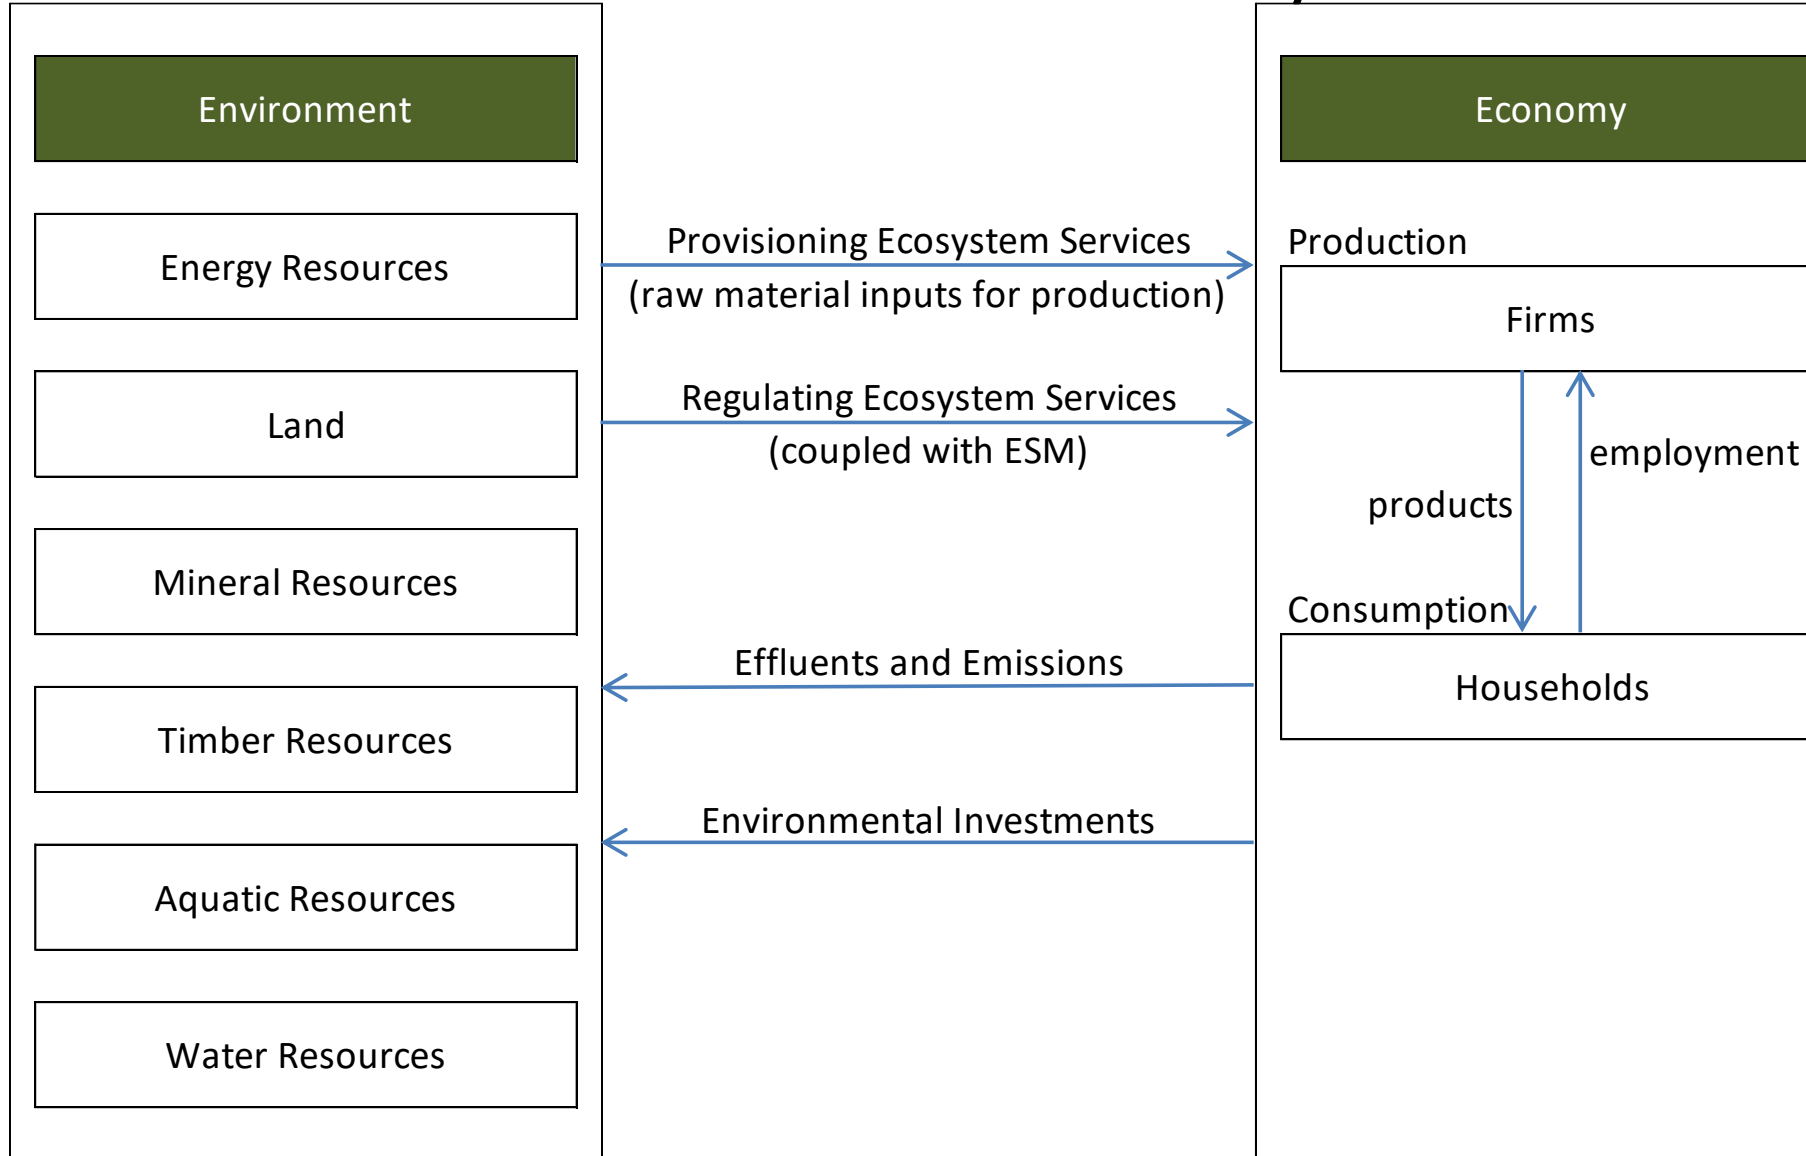 Environment
Energy Resources
Land
Mineral Resources
Timber Resources
Aquatic Resources
Water Resources
Provisioning Ecosystem Services
(raw material inputs for production)
Regulating Ecosystem Services
(coupled with ESM)
Effluents and Emissions
Environmental Investments
Economy
Production
Firms
products
employment
Consumption
Households